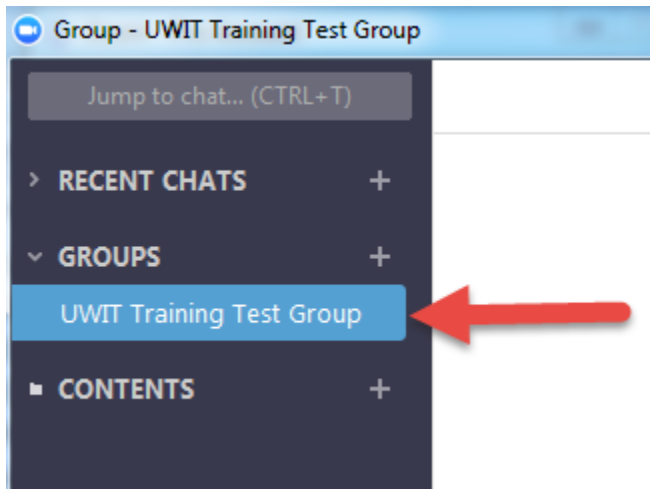 Group - UWIT Training Test Group
Jump to chat... (CTRL+T)
RECENT CHATS +
GROUPS +
UWIT Training Test Group
CONTENTS +